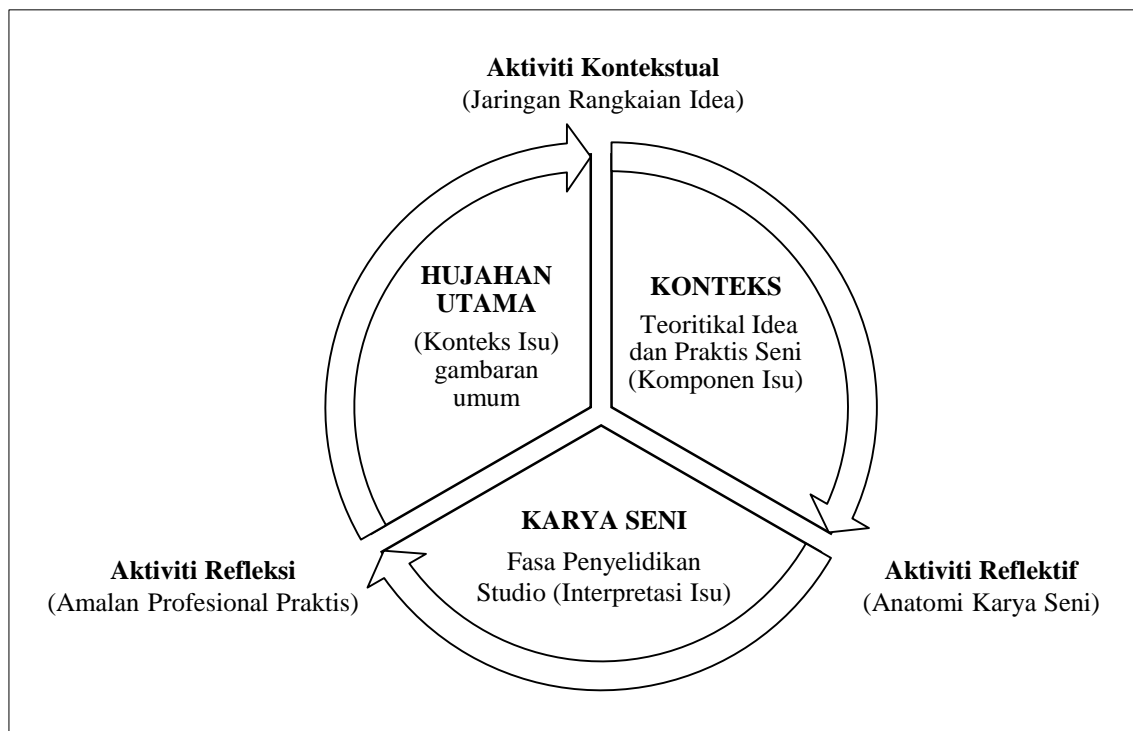 Aktiviti Kontekstual
(Jaringan Rangkaian Idea)
HUJAHAN
UTAMA
(Konteks Isu)
gambaran
umum
KONTEKS
Teoritikal Idea
dan Praktis Seni
(Komponen Isu)
KARYA SENI
Fasa Penyelidikan
Studio (Interpretasi Isu)
Aktiviti Refleksi
(Amalan Profesional Praktis)
Aktiviti Reflektif
(Anatomi Karya Seni)